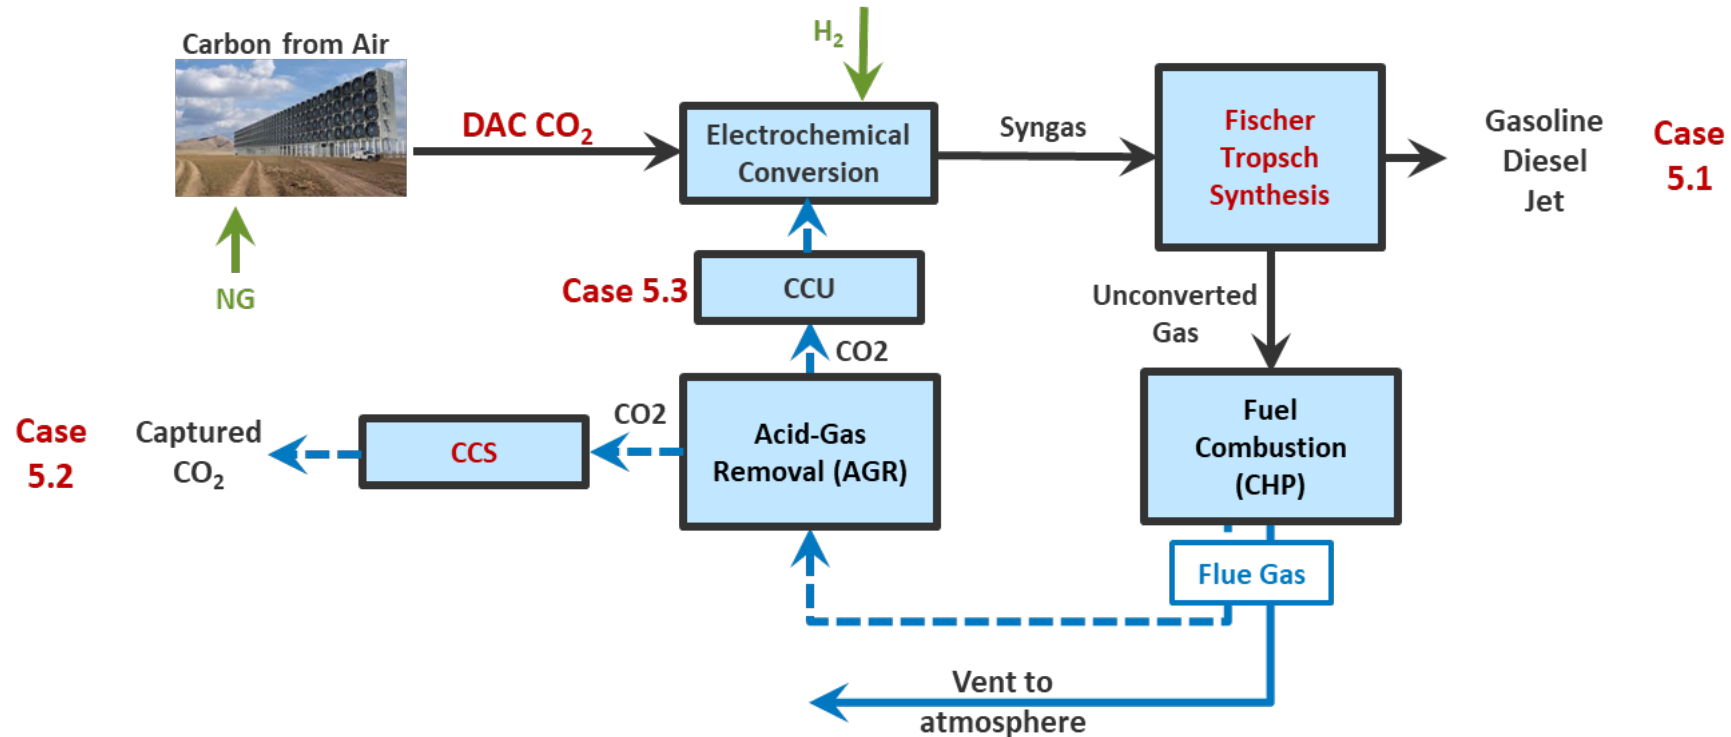 Carbon from Air
H₂
DAC CO₂
Electrochemical
Conversion
Syngas
Fischer
Tropsch
Synthesis
Gasoline
Diesel
Jet
Case
5.1
NG
Case 5.3
CCU
Unconverted
Gas
CO2
Case
5.2
Captured
CO₂
CCS
CO2
Acid-Gas
Removal (AGR)
Fuel
Combustion
(CHP)
Flue Gas
Vent to
atmosphere